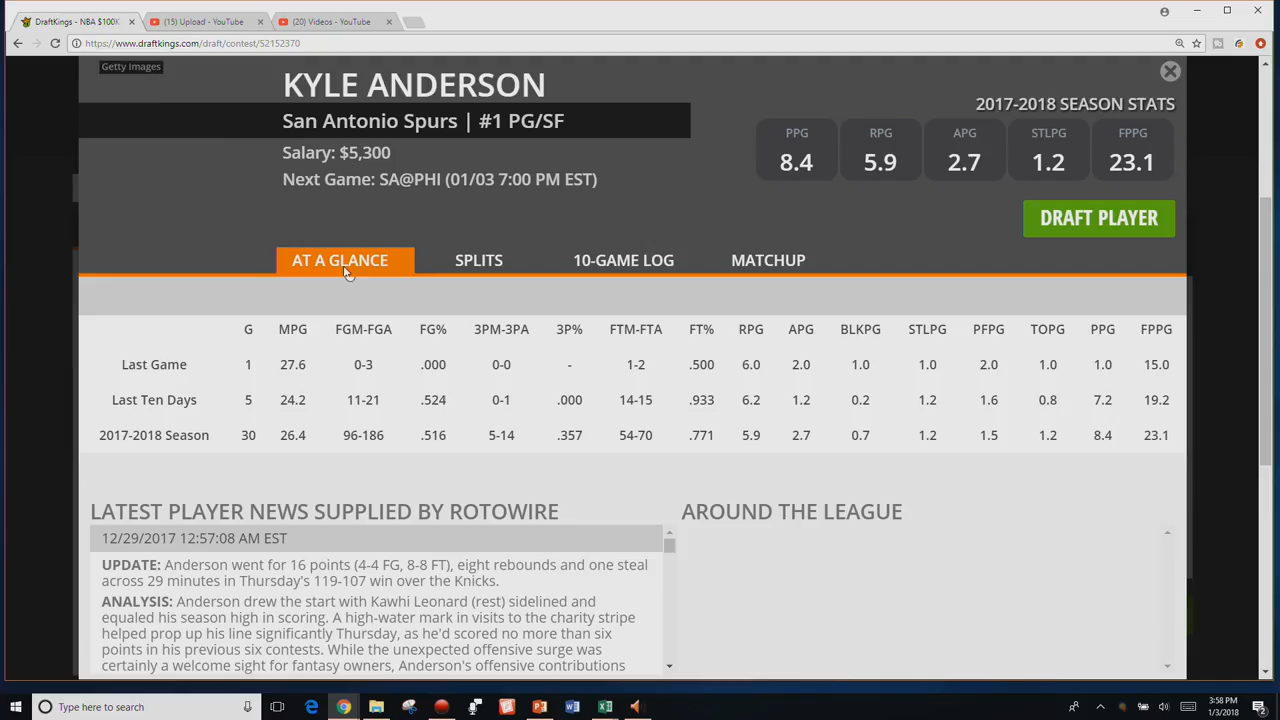 DraftKings - NBA $100K
(15) Upload - YouTube
(20) Videos - YouTube
https://www.draftkings.com/draft/contest/52152370
Getty Images
KYLE ANDERSON
San Antonio Spurs | #1 PG/SF
Salary: $5,300
Next Game: SA@PHI (01/03 7:00 PM EST)
2017-2018 SEASON STATS
PPG RPG APG STLPG FPPG
8.4 5.9 2.7 1.2 23.1
DRAFT PLAYER
AT A GLANCE SPLITS 10-GAME LOG MATCHUP
G MPG FGM-FGA FG% 3PM-3PA 3P% FTM-FTA FT% RPG APG BLKPG STLPG PFPG TOPG PPG FPPG
Last Game 1 27.6 0-3 .000 0-0 - 1-2 .500 6.0 2.0 1.0 1.0 2.0 1.0 1.0 15.0
Last Ten Days 5 24.2 11-21 .524 0-1 .000 14-15 .933 6.2 1.2 0.2 1.2 1.6 0.8 7.2 19.2
2017-2018 Season 30 26.4 96-186 .516 5-14 .357 54-70 .771 5.9 2.7 0.7 1.2 1.5 1.2 8.4 23.1
LATEST PLAYER NEWS SUPPLIED BY ROTOWIRE
12/29/2017 12:57:08 AM EST
UPDATE: Anderson went for 16 points (4-4 FG, 8-8 FT), eight rebounds and one steal
across 29 minutes in Thursday's 119-107 win over the Knicks.
ANALYSIS: Anderson drew the start with Kawhi Leonard (rest) sidelined and
equaled his season high in scoring. A high-water mark in visits to the charity stripe
helped prop up his line significantly Thursday, as he'd scored no more than six
points in his previous six contests. While the unexpected offensive surge was
certainly a welcome sight for fantasy owners, Anderson's offensive contributions
AROUND THE LEAGUE
Type here to search
3:58 PM
1/3/2018